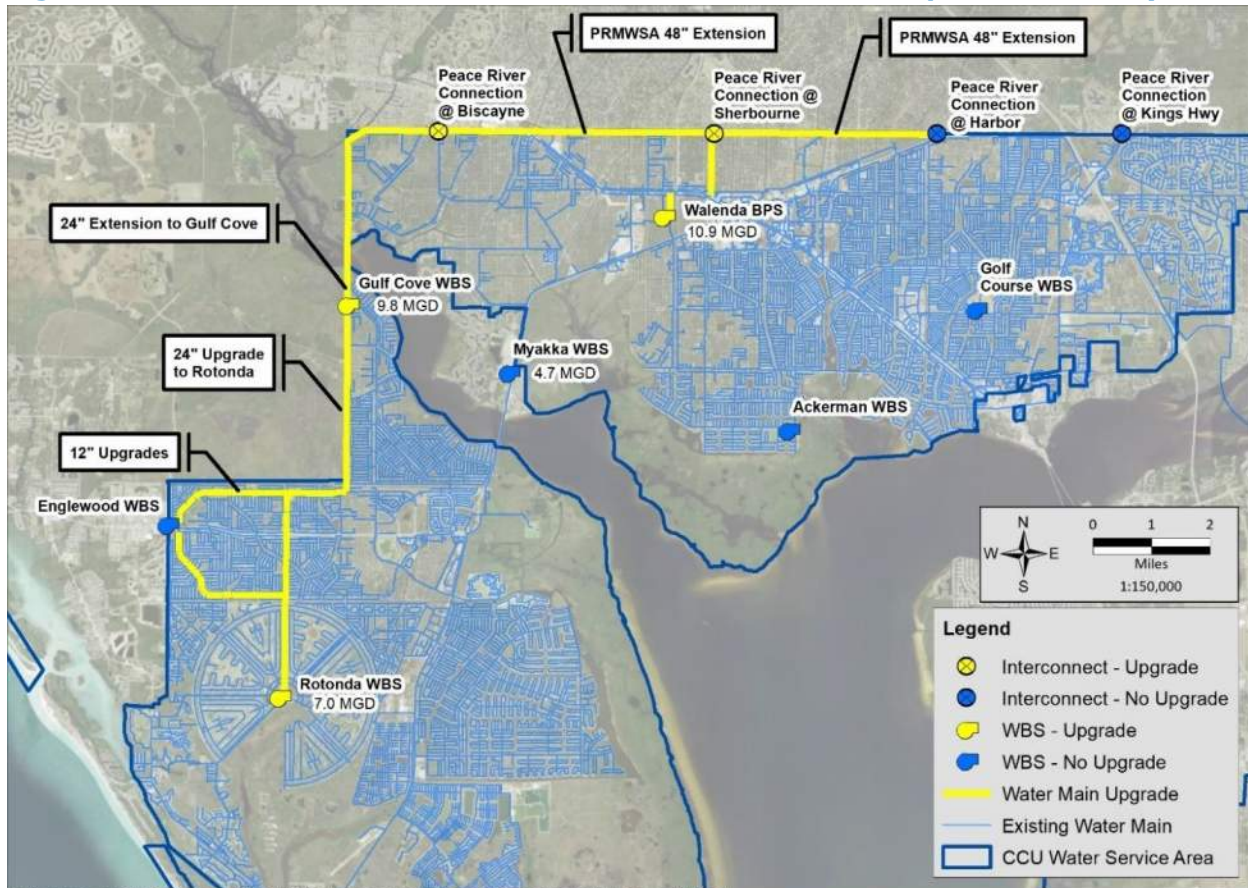 PRMWSA 48" Extension
PRMWSA 48" Extension
Peace River
Connection
@ Biscayne
Peace River
Connection @
Sherbourne
Peace River
Connection
@ Harbor
Peace River
Connection
@ Kings Hwy
24" Extension to Gulf Cove
Walenda BPS
10.9 MGD
Gulf Cove WBS
9.8 MGD
Golf
Course WBS
24" Upgrade
to Rotonda
Myakka WBS
4.7 MGD
Ackerman WBS
12" Upgrades
Englewood WBS
Rotonda WBS
7.0 MGD
N
W E
S
0 1 2
Miles
1:150,000
Legend
Interconnect - Upgrade
Interconnect - No Upgrade
WBS - Upgrade
WBS - No Upgrade
Water Main Upgrade
Existing Water Main
CCU Water Service Area